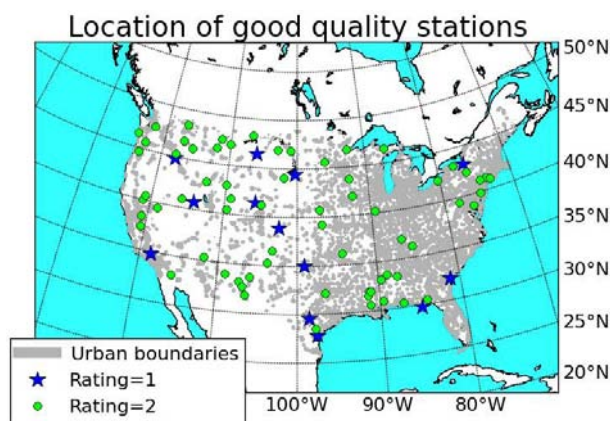 Location of good quality stations
50°N
45°N
40°N
35°N
30°N
25°N
20°N
Urban boundaries
Rating=1
Rating=2
100°W
90°W
80°W